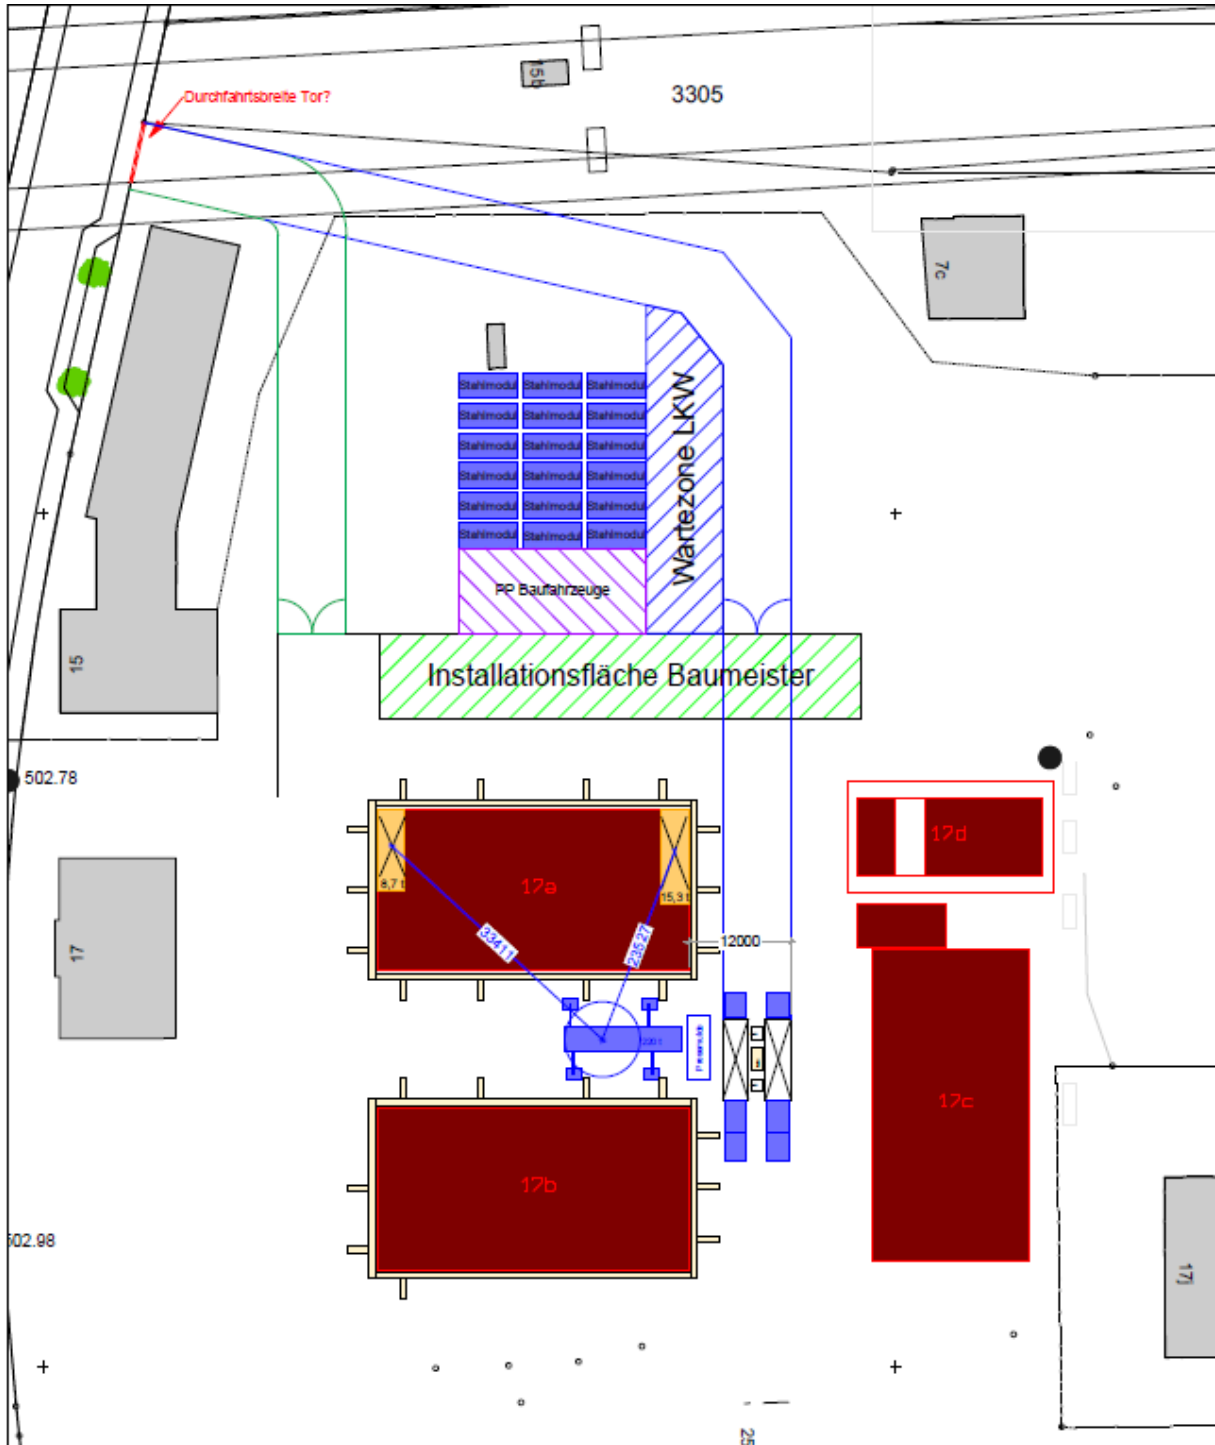 15b
3305
Durchfahrtsbreite Tor?
7c
Stahlmodul Stahlmodul Stahlmodul
Stahlmodul Stahlmodul Stahlmodul
Stahlmodul Stahlmodul Stahlmodul
Stahlmodul Stahlmodul Stahlmodul
Stahlmodul Stahlmodul Stahlmodul
Stahlmodul Stahlmodul Stahlmodul
Wartezone LKW
PP Baufahrzeuge
15
Installationsfläche Baumeister
502.78
17d
17a
8,7 t
15,3 t
17
33411
23527
12000
Pressmulde
17c
17b
502.98
17j
25